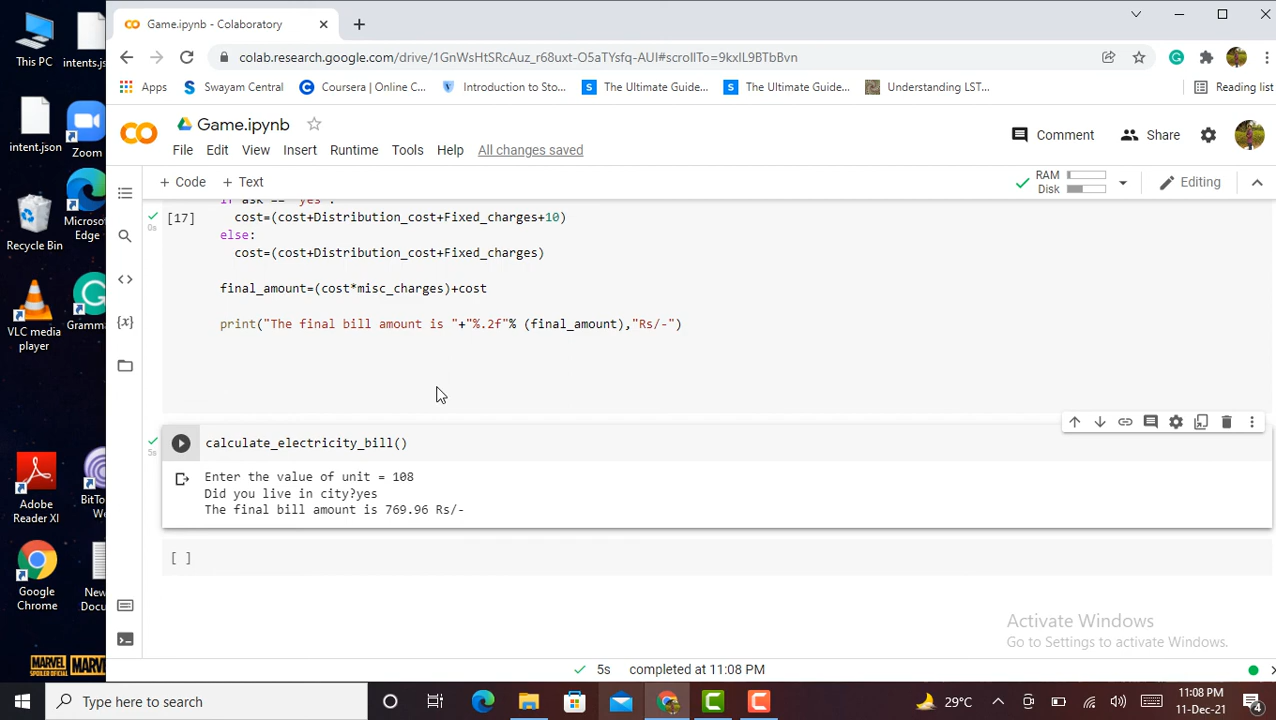 This PC
intents.j
intent.json
Zoom
Recycle Bin
Microsof
Edge
VLC media
player
Gramma
Adobe
Reader XI
BitTo
We
Google
Chrome
New
Docu
MARVEL
MARV
Game.ipynb - Colaboratory
colab.research.google.com/drive/1GnWsHtSRcAuz_r68uxt-O5aTYsfq-AUI#scrollTo=9kxIL9BTbBvn
Apps
Swayam Central
Coursera | Online C...
Introduction to Sto...
The Ultimate Guide...
The Ultimate Guide...
Understanding LST...
Reading list
Game.ipynb
Comment
Share
File Edit View Insert Runtime Tools Help All changes saved
+ Code + Text
RAM
Disk
Editing
if ask == "yes":
[17] cost=(cost+Distribution_cost+Fixed_charges+10)
0s
else:
cost=(cost+Distribution_cost+Fixed_charges)
final_amount=(cost*misc_charges)+cost
print("The final bill amount is "+"%.2f"% (final_amount),"Rs/-")
calculate_electricity_bill()
5s
Enter the value of unit = 108
Did you live in city?yes
The final bill amount is 769.96 Rs/-
[ ]
Activate Windows
Go to Settings to activate Windows.
5s completed at 11:08 PM
Type here to search
29°C
11:08 PM
11-Dec-21
4